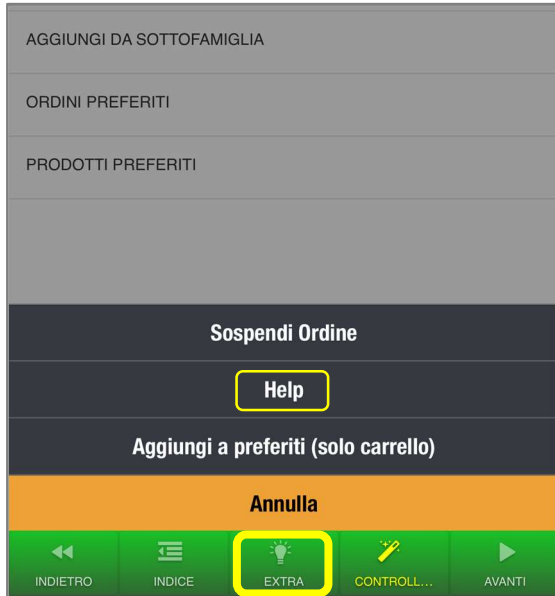 AGGIUNGI DA SOTTOFAMIGLIA
ORDINI PREFERITI
PRODOTTI PREFERITI
Sospendi Ordine
Help
Aggiungi a preferiti (solo carrello)
Annulla
INDIETRO INDICE EXTRA CONTROLL... AVANTI